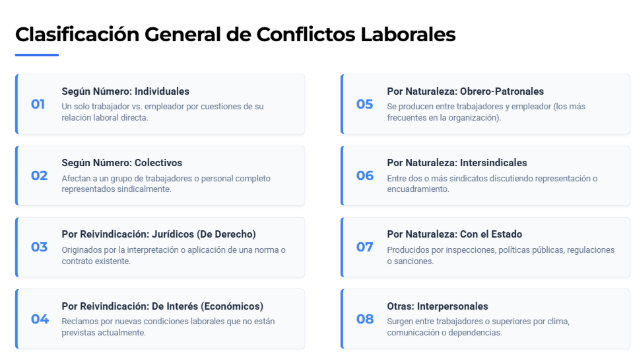 Clasificación General de Conflictos Laborales
01
Según Número: Individuales
Un solo trabajador vs. empleador por cuestiones de su
relación laboral directa.
02
Según Número: Colectivos
Afectan a un grupo de trabajadores o personal completo
representados sindicalmente.
03
Por Reivindicación: Jurídicos (De Derecho)
Originados por la interpretación o aplicación de una norma o
contrato existente.
04
Por Reivindicación: De Interés (Económicos)
Reclamos por nuevas condiciones laborales que no están
previstas actualmente.
05
Por Naturaleza: Obrero-Patronales
Se producen entre trabajadores y empleador (los más
frecuentes en la organización).
06
Por Naturaleza: Intersindicales
Entre dos o más sindicatos discutiendo representación o
encuadramiento.
07
Por Naturaleza: Con el Estado
Producidos por inspecciones, políticas públicas, regulaciones
o sanciones.
08
Otras: Interpersonales
Surgen entre trabajadores o superiores por clima,
comunicación o dependencias.